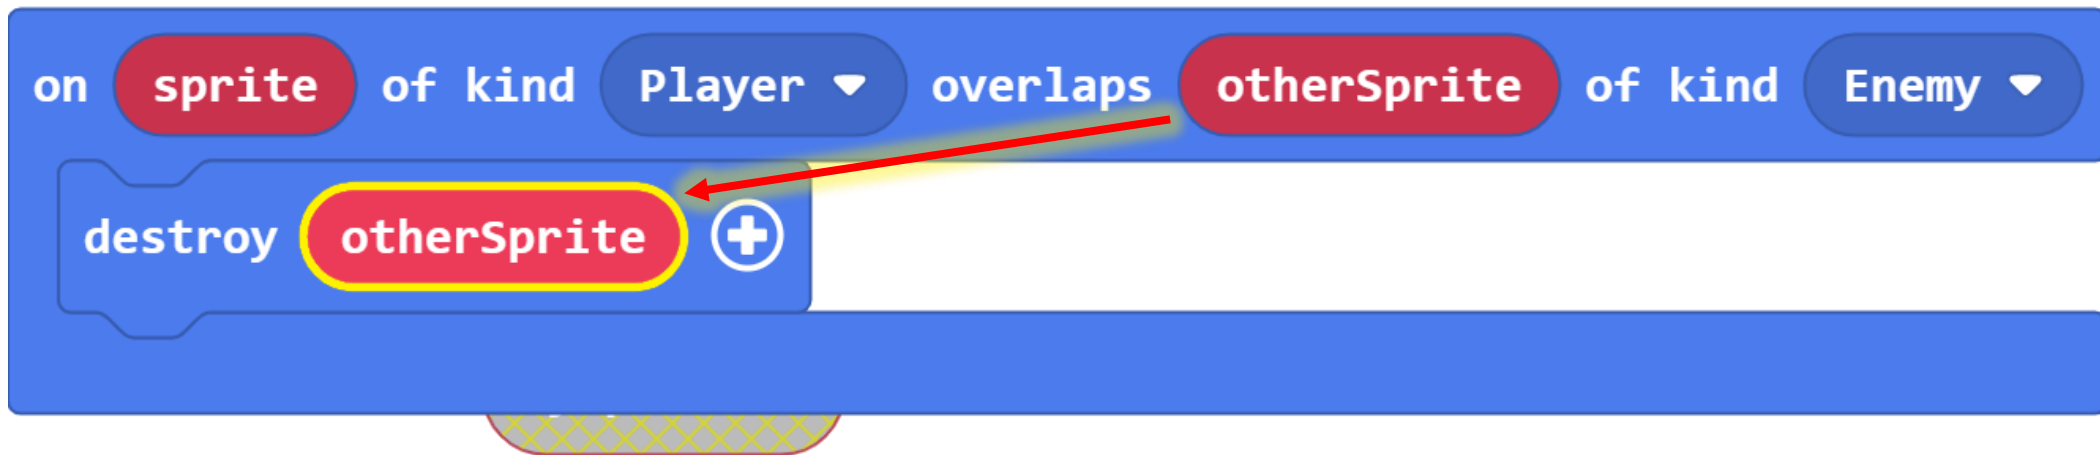 on sprite of kind Player overlaps otherSprite of kind Enemy
destroy otherSprite